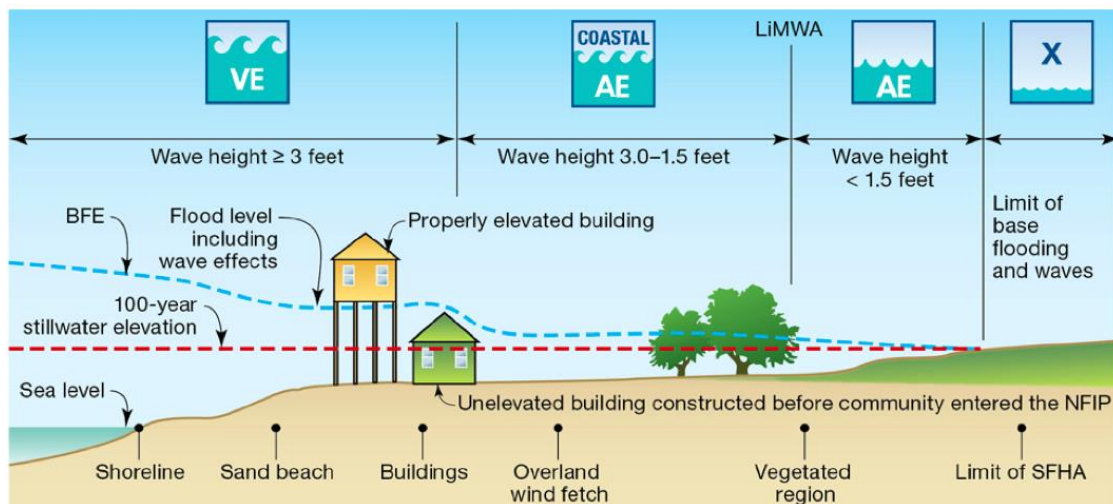 VE
COASTAL
AE
LiMWA
AE
X
Wave height ≥ 3 feet
Wave height 3.0–1.5 feet
Wave height
< 1.5 feet
BFE
Flood level
including
wave effects
Properly elevated building
Limit of
base
flooding
and waves
100-year
stillwater elevation
Sea level
Unelevated building constructed before community entered the NFIP
Shoreline
Sand beach
Buildings
Overland
wind fetch
Vegetated
region
Limit of SFHA